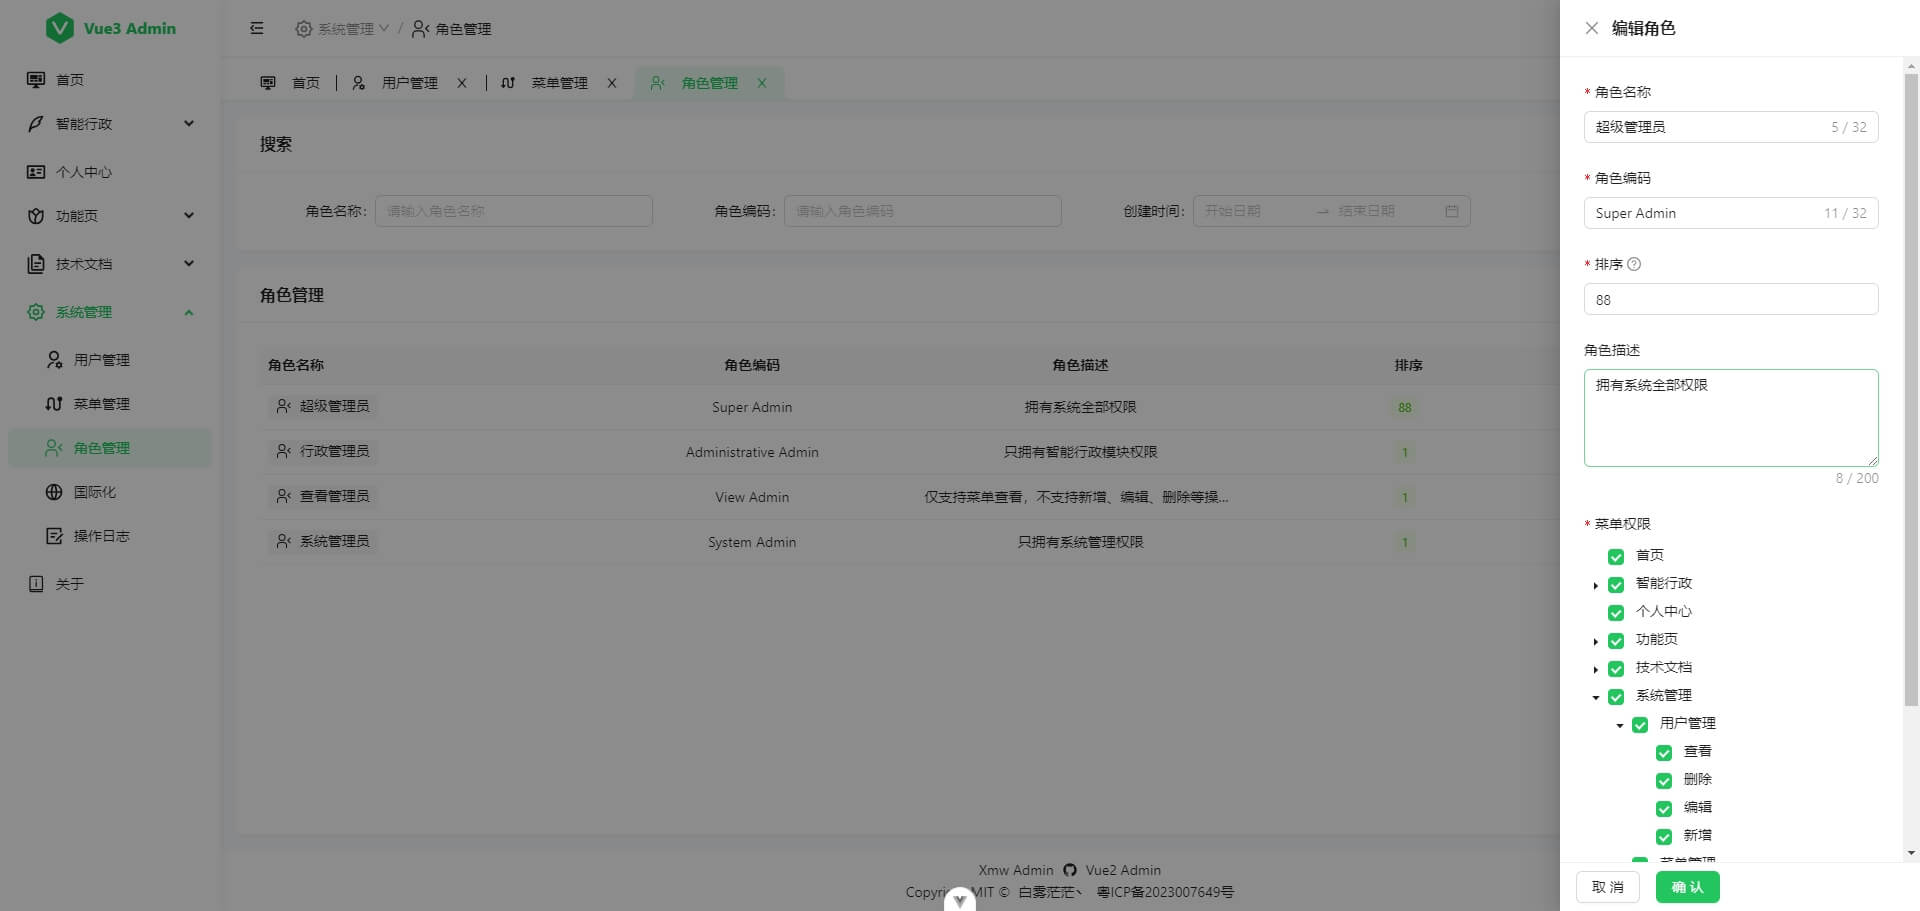 Vue3 Admin
首页
智能行政
个人中心
功能页
技术文档
系统管理
用户管理
菜单管理
角色管理
国际化
操作日志
关于
系统管理 / 角色管理
首页 用户管理 菜单管理 角色管理
搜索
角色名称: 请输入角色名称 角色编码: 请输入角色编码 创建时间: 开始日期 → 结束日期
角色管理
角色名称 角色编码 角色描述 排序
超级管理员 Super Admin 拥有系统全部权限 88
行政管理员 Administrative Admin 只拥有智能行政模块权限 1
查看管理员 View Admin 仅支持菜单查看，不支持新增、编辑、删除等操... 1
系统管理员 System Admin 只拥有系统管理权限 1
Xmw Admin Vue2 Admin
Copyri MIT © 白雾茫茫丶 粤ICP备2023007649号
编辑角色
* 角色名称
超级管理员 5 / 32
* 角色编码
Super Admin 11 / 32
* 排序
88
角色描述
拥有系统全部权限
8 / 200
* 菜单权限
首页
智能行政
个人中心
功能页
技术文档
系统管理
用户管理
查看
删除
编辑
新增
菜单管理
取 消 确 认